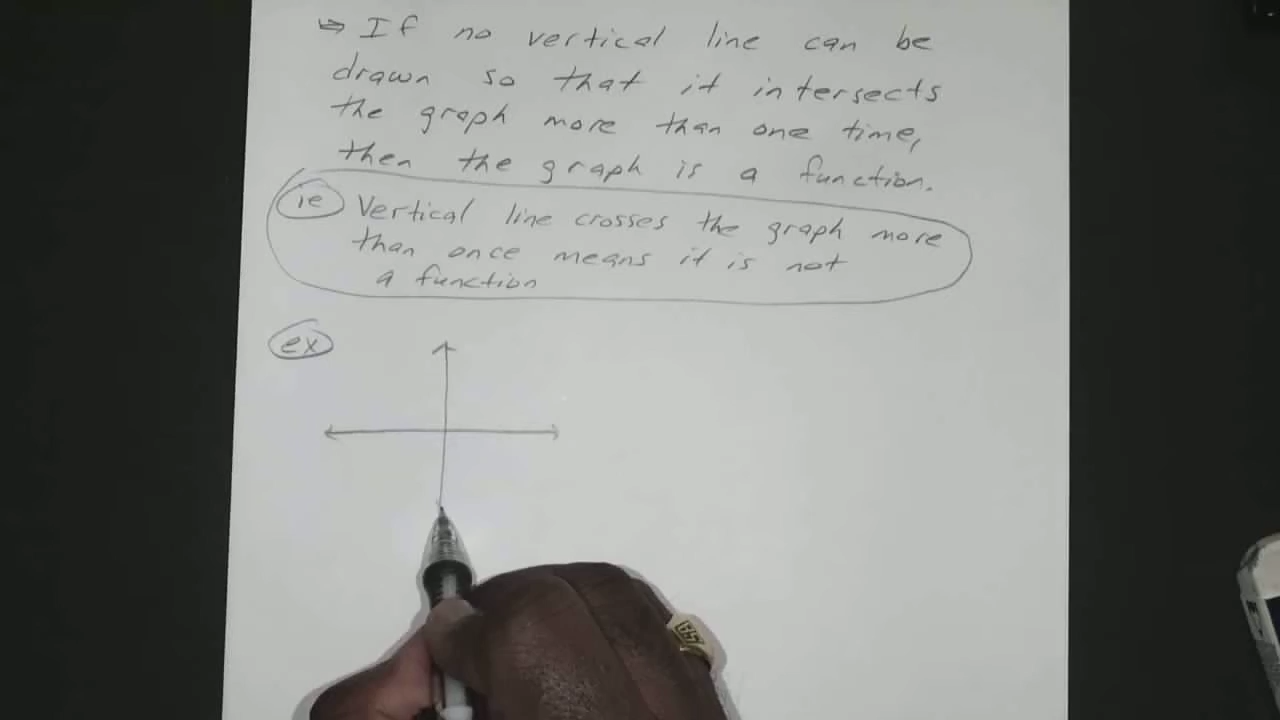 ⇒ If no vertical line can be
drawn so that it intersects
the graph more than one time,
then the graph is a function.
ie Vertical line crosses the graph more
than once means it is not
a function
ex